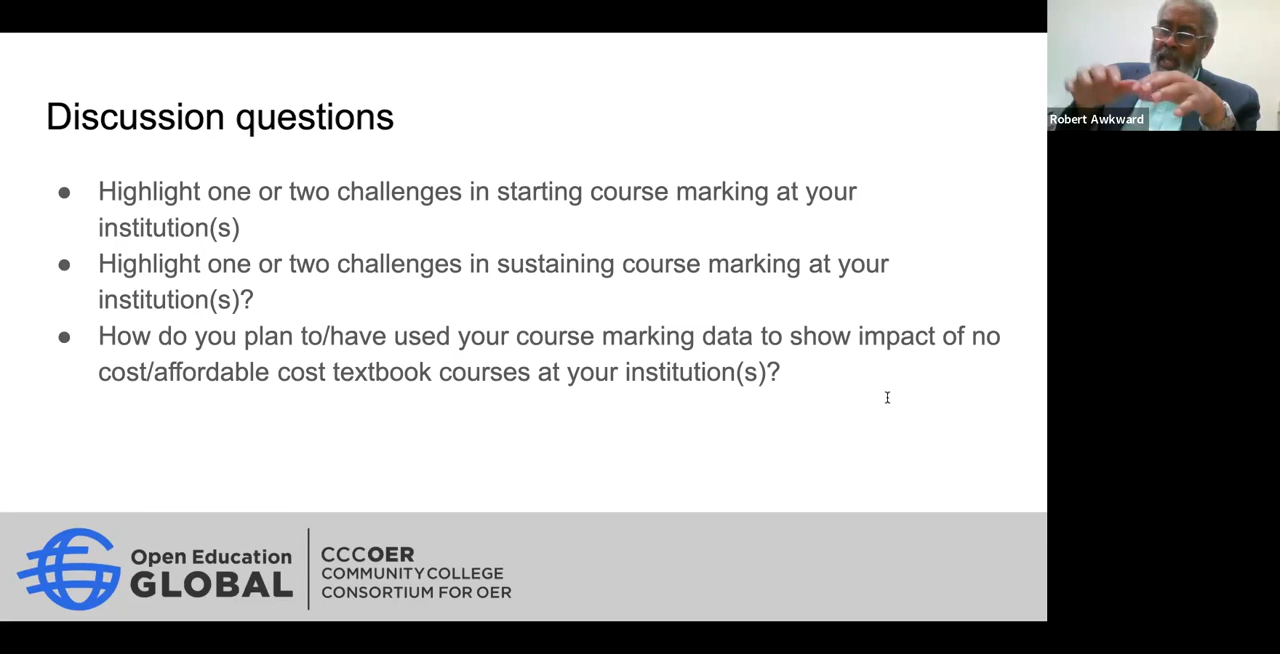 Discussion questions
● Highlight one or two challenges in starting course marking at your
institution(s)
● Highlight one or two challenges in sustaining course marking at your
institution(s)?
● How do you plan to/have used your course marking data to show impact of no
cost/affordable cost textbook courses at your institution(s)?
Robert Awkward
Open Education
GLOBAL
CCCOER
COMMUNITY COLLEGE
CONSORTIUM FOR OER